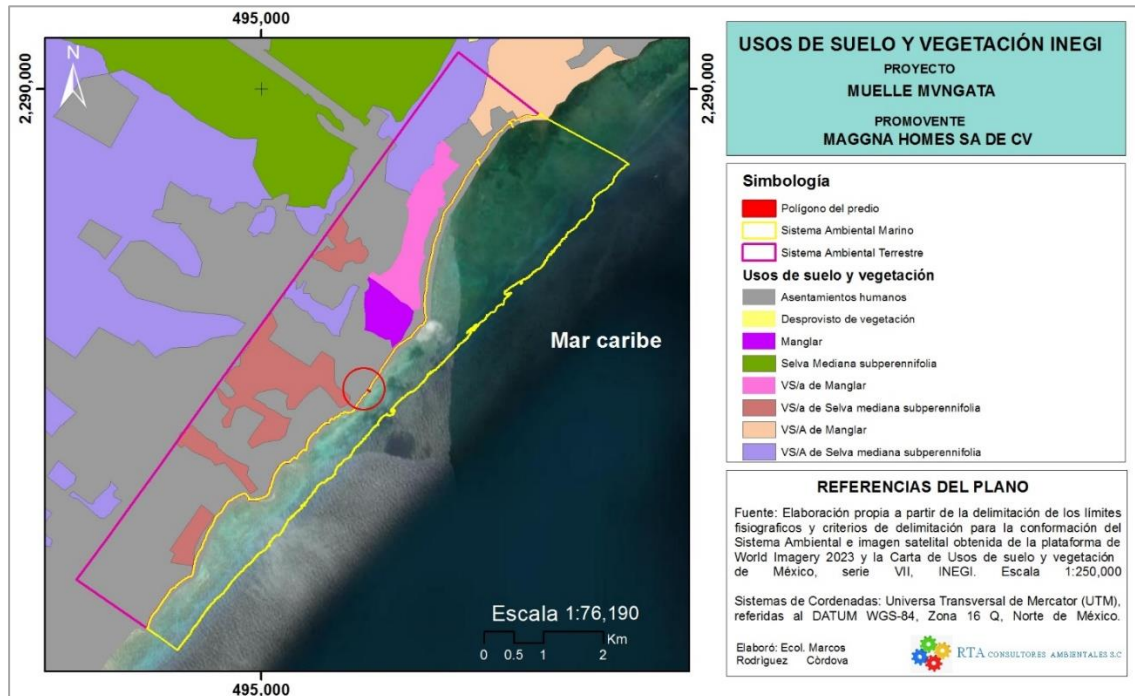 495,000
N
2,290,000
2,290,000
Mar caribe
Escala 1:76,190
Km
0 0.5 1 2
495,000
USOS DE SUELO Y VEGETACIÓN INEGI
PROYECTO
MUELLE MVNGATA
PROMOVENTE
MAGGNA HOMES SA DE CV
Simbología
Polígono del predio
Sistema Ambiental Marino
Sistema Ambiental Terrestre
Usos de suelo y vegetación
Asentamientos humanos
Desprovisto de vegetación
Manglar
Selva Mediana subperennifolia
VS/a de Manglar
VS/a de Selva mediana subperennifolia
VS/A de Manglar
VS/A de Selva mediana subperennifolia
REFERENCIAS DEL PLANO
Fuente: Elaboración propia a partir de la delimitación de los límites
fisiograficos y criterios de delimitación para la conformación del
Sistema Ambiental e imagen satelital obtenida de la plataforma de
World Imagery 2023 y la Carta de Usos de suelo y vegetación
de México, serie VII, INEGI. Escala 1:250,000
Sistemas de Cordenadas: Universa Transversal de Mercator (UTM),
referidas al DATUM WGS-84, Zona 16 Q, Norte de México.
Elaboró: Ecol. Marcos
Rodríguez Córdova
RTA CONSULTORES AMBIENTALES S.C